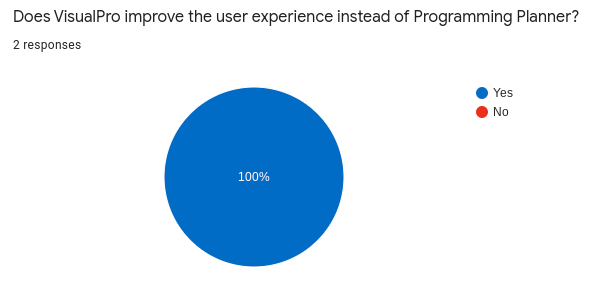 Does VisualPro improve the user experience instead of Programming Planner?
2 responses
Yes
No
100%